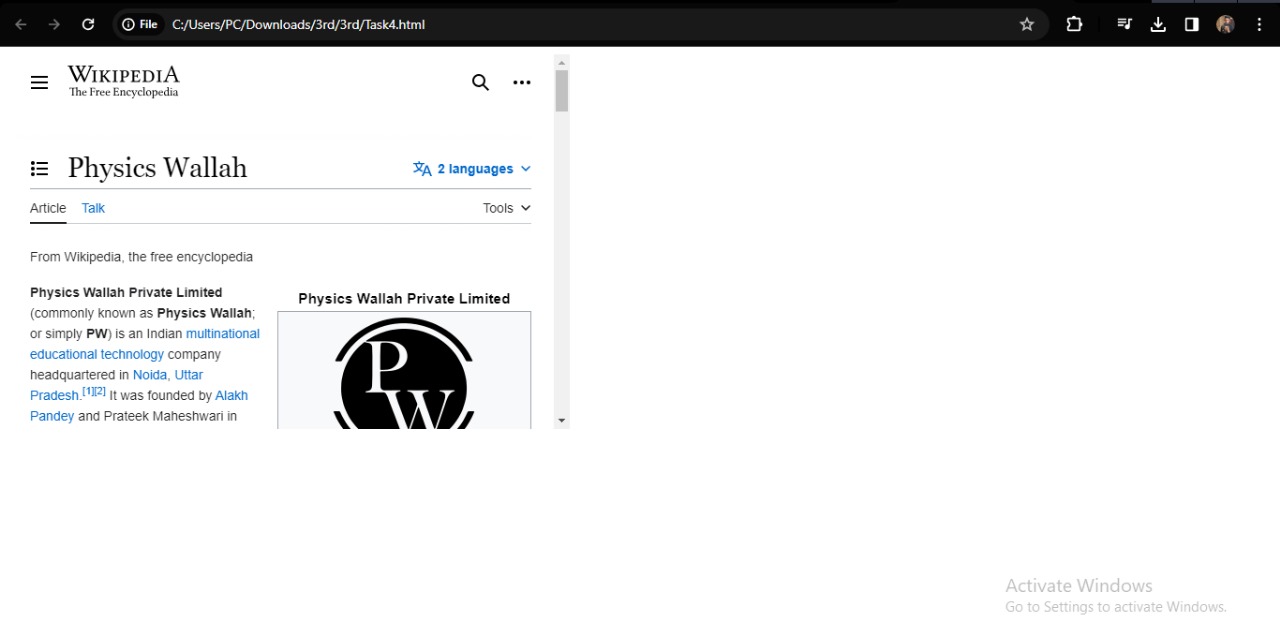 File C:/Users/PC/Downloads/3rd/3rd/Task4.html
WIKIPEDIA
The Free Encyclopedia
Physics Wallah
2 languages
Article Talk Tools
From Wikipedia, the free encyclopedia
Physics Wallah Private Limited
(commonly known as Physics Wallah;
or simply PW) is an Indian multinational
educational technology company
headquartered in Noida, Uttar
Pradesh.[1][2] It was founded by Alakh
Pandey and Prateek Maheshwari in
Physics Wallah Private Limited
P
W
Activate Windows
Go to Settings to activate Windows.